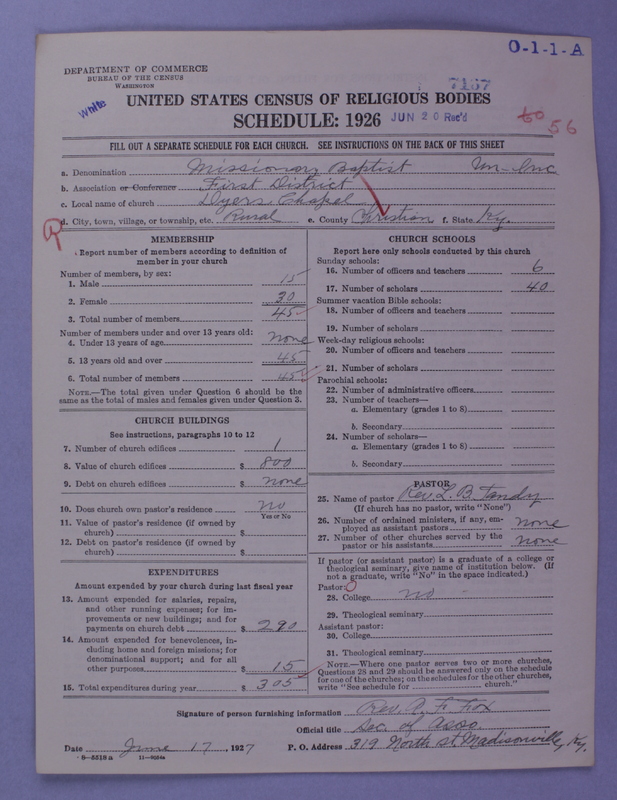 O-1-1-A
DEPARTMENT OF COMMERCE
BUREAU OF THE CENSUS
WASHINGTON
White
7167
UNITED STATES CENSUS OF RELIGIOUS BODIES
SCHEDULE: 1926 JUN 20 Rec'd
60 56
FILL OUT A SEPARATE SCHEDULE FOR EACH CHURCH. SEE INSTRUCTIONS ON THE BACK OF THIS SHEET
a. Denomination Missionary Baptist Un-Inc
b. Association or Conference First District
c. Local name of church Dyers Chapel
d. City, town, village, or township, etc. Rural e. County Christian f. State Ky.
MEMBERSHIP
Report number of members according to definition of
member in your church
Number of members, by sex:
1. Male 15
2. Female 30
3. Total number of members 45
Number of members under and over 13 years old:
4. Under 13 years of age none
5. 13 years old and over 45
6. Total number of members 45
NOTE.—The total given under Question 6 should be the
same as the total of males and females given under Question 3.
CHURCH BUILDINGS
See instructions, paragraphs 10 to 12
7. Number of church edifices 1
8. Value of church edifices $ 800
9. Debt on church edifices $ none
10. Does church own pastor's residence no
Yes or No
11. Value of pastor's residence (if owned by
church) $
12. Debt on pastor's residence (if owned by
church) $
EXPENDITURES
Amount expended by your church during last fiscal year
13. Amount expended for salaries, repairs,
and other running expenses; for im-
provements or new buildings; and for
payments on church debt $ 290
14. Amount expended for benevolences, in-
cluding home and foreign missions; for
denominational support; and for all
other purposes $ 15
15. Total expenditures during year $ 305
CHURCH SCHOOLS
Report here only schools conducted by this church
Sunday schools:
16. Number of officers and teachers 6
17. Number of scholars 40
Summer vacation Bible schools:
18. Number of officers and teachers
19. Number of scholars
Week-day religious schools:
20. Number of officers and teachers
21. Number of scholars
Parochial schools:
22. Number of administrative officers
23. Number of teachers—
a. Elementary (grades 1 to 8)
b. Secondary
24. Number of scholars—
a. Elementary (grades 1 to 8)
b. Secondary
PASTOR
25. Name of pastor Rev. L. B. Tandy
(If church has no pastor, write "None")
26. Number of ordained ministers, if any, em-
ployed as assistant pastors none
27. Number of other churches served by the
pastor or his assistants none
If pastor (or assistant pastor) is a graduate of a college or
theological seminary, give name of institution below. (If
not a graduate, write "No" in the space indicated.)
Pastor:
28. College no
29. Theological seminary
Assistant pastor:
30. College
31. Theological seminary
NOTE.—Where one pastor serves two or more churches,
Questions 28 and 29 should be answered only on the schedule
for one of the churches; on the schedules for the other churches,
write "See schedule for church."
Signature of person furnishing information Rev. P. F. Fox
Official title Sec. of Asso.
Date June 17, 1927 P. O. Address 319 North st Madisonville, Ky.
8-5318 a